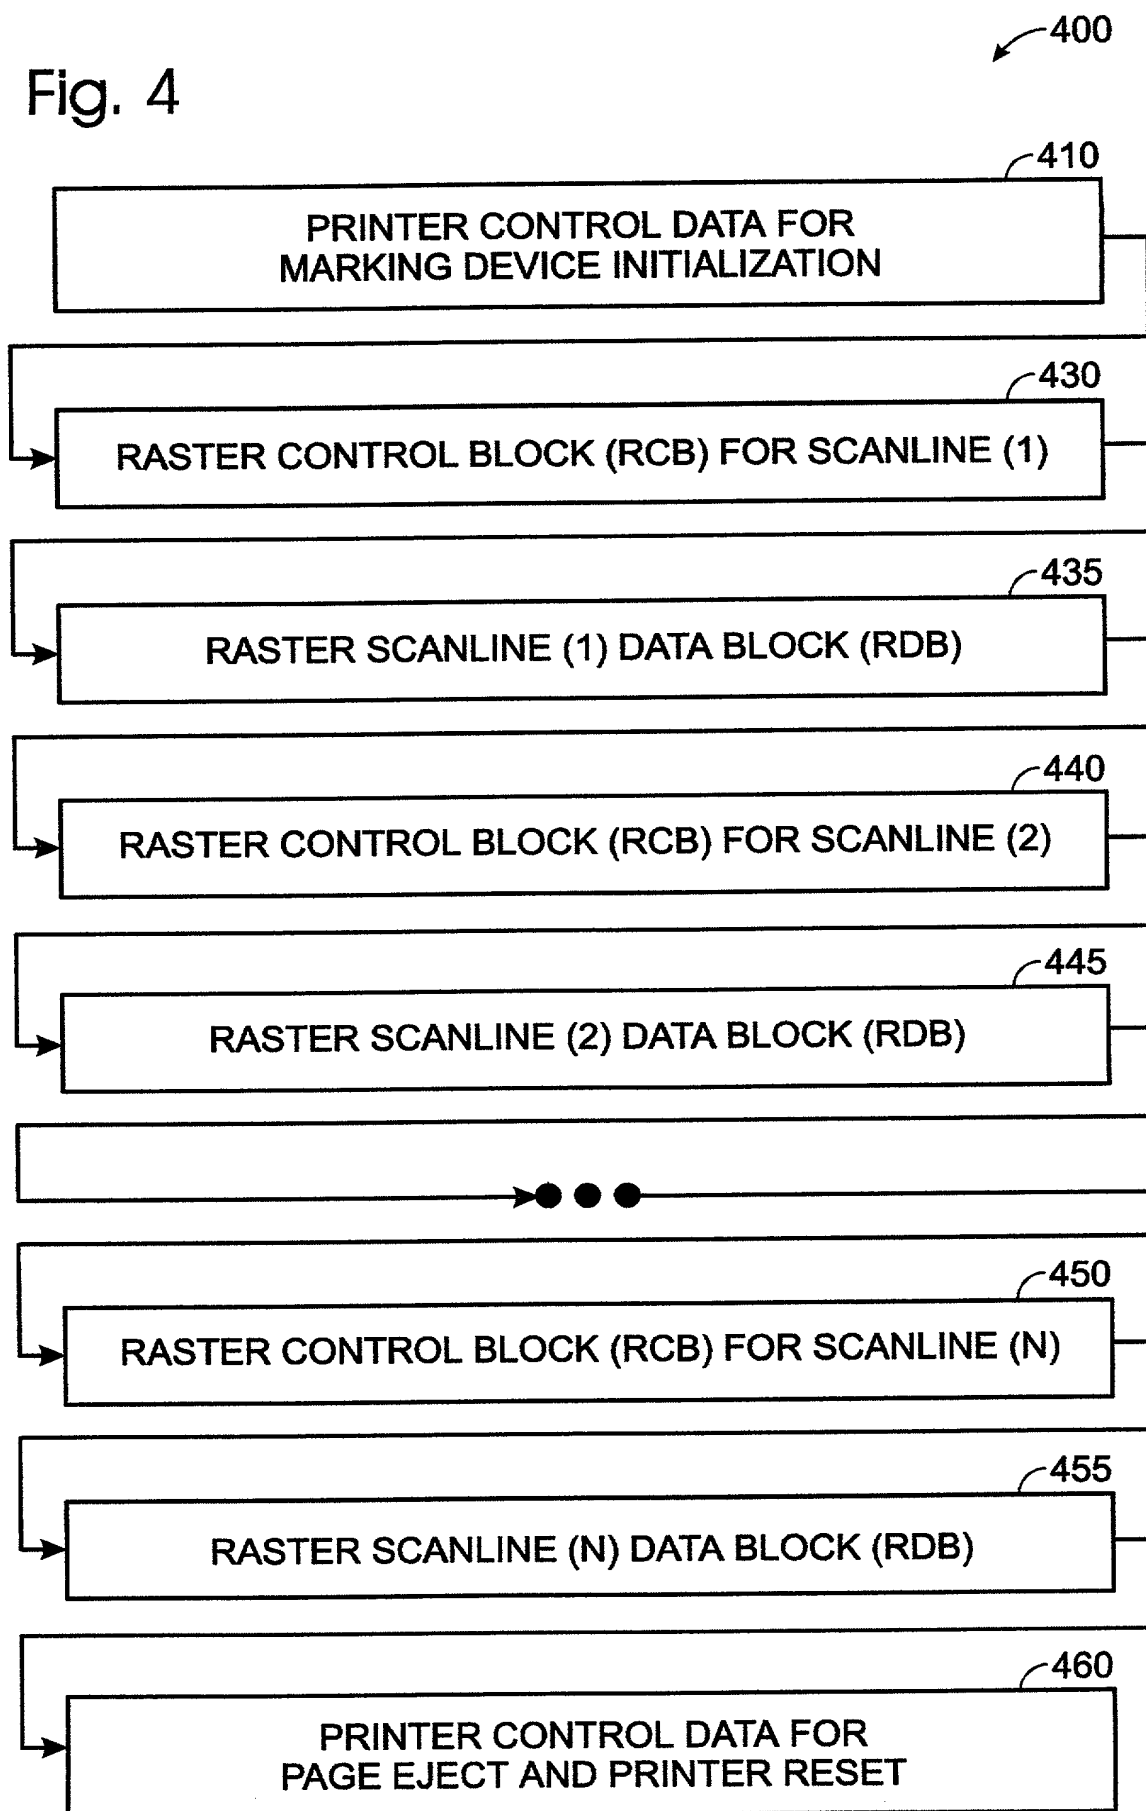 400
Fig. 4
410
PRINTER CONTROL DATA FOR
MARKING DEVICE INITIALIZATION
430
RASTER CONTROL BLOCK (RCB) FOR SCANLINE (1)
435
RASTER SCANLINE (1) DATA BLOCK (RDB)
440
RASTER CONTROL BLOCK (RCB) FOR SCANLINE (2)
445
RASTER SCANLINE (2) DATA BLOCK (RDB)
450
RASTER CONTROL BLOCK (RCB) FOR SCANLINE (N)
455
RASTER SCANLINE (N) DATA BLOCK (RDB)
460
PRINTER CONTROL DATA FOR
PAGE EJECT AND PRINTER RESET